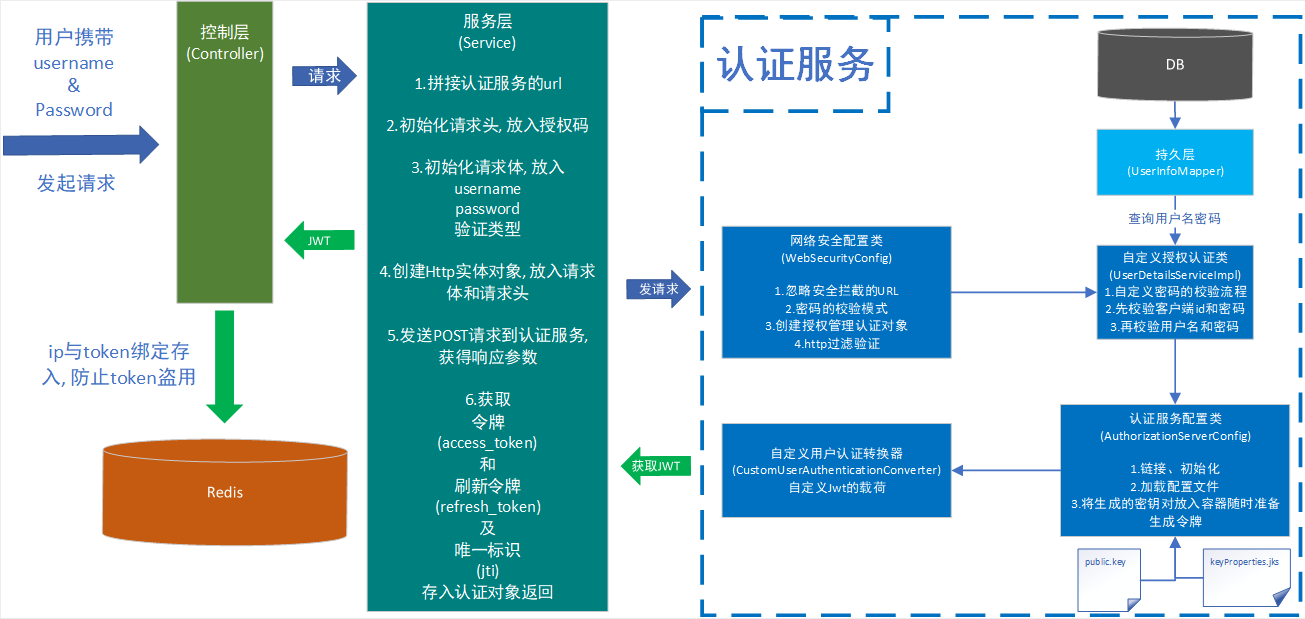 用户携带
username
&
Password
发起请求
控制层
(Controller)
请求
JWT
ip与token绑定存
入, 防止token盗用
Redis
服务层
(Service)
1.拼接认证服务的url
2.初始化请求头, 放入授权码
3.初始化请求体, 放入
username
password
验证类型
4.创建Http实体对象, 放入请求
体和请求头
5.发送POST请求到认证服务,
获得响应参数
6.获取
令牌
(access_token)
和
刷新令牌
(refresh_token)
及
唯一标识
(jti)
存入认证对象返回
发请求
获取JWT
认证服务
DB
持久层
(UserInfoMapper)
查询用户名密码
网络安全配置类
(WebSecurityConfig)
1.忽略安全拦截的URL
2.密码的校验模式
3.创建授权管理认证对象
4.http过滤验证
自定义授权认证类
(UserDetailsServiceImpl)
1.自定义密码的校验流程
2.先校验客户端id和密码
3.再校验用户名和密码
认证服务配置类
(AuthorizationServerConfig)
1.链接、初始化
2.加载配置文件
3.将生成的密钥对放入容器随时准备
生成令牌
自定义用户认证转换器
(CustomUserAuthenticationConverter)
自定义Jwt的载荷
public.key
keyProperties.jks